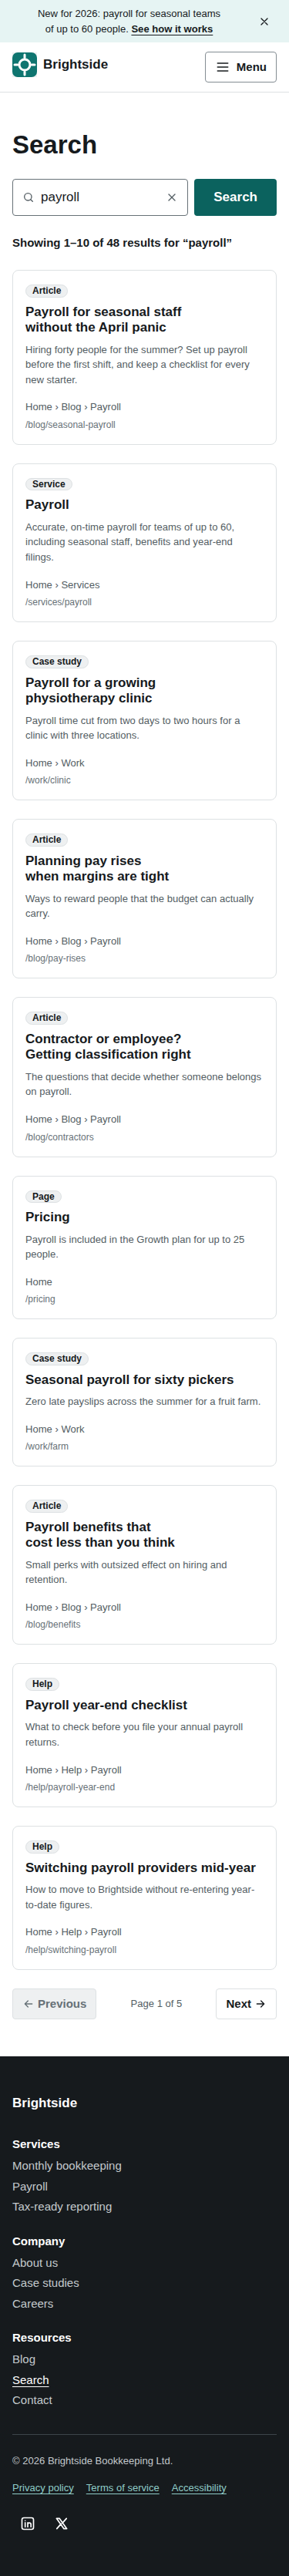 New for 2026: payroll for seasonal teams
of up to 60 people. See how it works
Brightside
Menu
Search
payroll
Search
Showing 1–10 of 48 results for “payroll”
Article
Payroll for seasonal staff
without the April panic
Hiring forty people for the summer? Set up payroll
before the first shift, and keep a checklist for every
new starter.
Home › Blog › Payroll
/blog/seasonal-payroll
Service
Payroll
Accurate, on-time payroll for teams of up to 60,
including seasonal staff, benefits and year-end
filings.
Home › Services
/services/payroll
Case study
Payroll for a growing
physiotherapy clinic
Payroll time cut from two days to two hours for a
clinic with three locations.
Home › Work
/work/clinic
Article
Planning pay rises
when margins are tight
Ways to reward people that the budget can actually
carry.
Home › Blog › Payroll
/blog/pay-rises
Article
Contractor or employee?
Getting classification right
The questions that decide whether someone belongs
on payroll.
Home › Blog › Payroll
/blog/contractors
Page
Pricing
Payroll is included in the Growth plan for up to 25
people.
Home
/pricing
Case study
Seasonal payroll for sixty pickers
Zero late payslips across the summer for a fruit farm.
Home › Work
/work/farm
Article
Payroll benefits that
cost less than you think
Small perks with outsized effect on hiring and
retention.
Home › Blog › Payroll
/blog/benefits
Help
Payroll year-end checklist
What to check before you file your annual payroll
returns.
Home › Help › Payroll
/help/payroll-year-end
Help
Switching payroll providers mid-year
How to move to Brightside without re-entering year-
to-date figures.
Home › Help › Payroll
/help/switching-payroll
← Previous
Page 1 of 5
Next →
Brightside
Services
Monthly bookkeeping
Payroll
Tax-ready reporting
Company
About us
Case studies
Careers
Resources
Blog
Search
Contact
© 2026 Brightside Bookkeeping Ltd.
Privacy policy Terms of service Accessibility